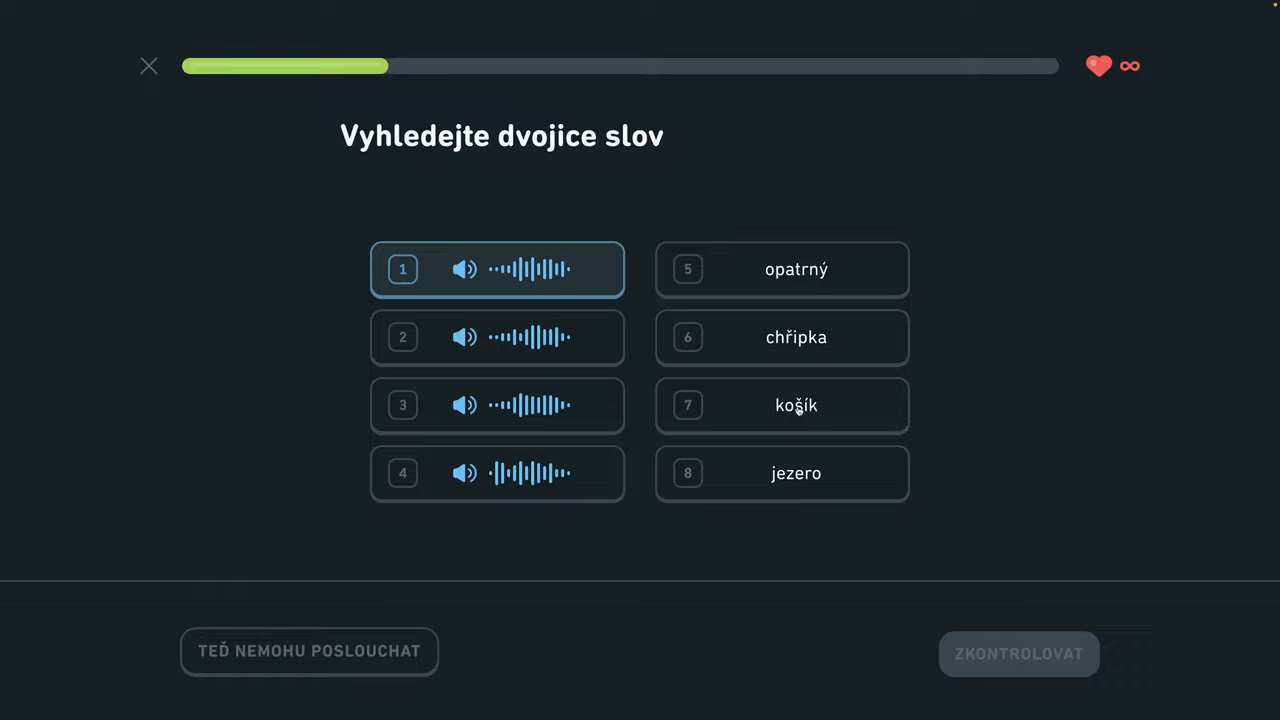 Vyhledejte dvojice slov
1
5 opatrný
2
6 chřipka
3
7 košík
4
8 jezero
TEĎ NEMOHU POSLOUCHAT
ZKONTROLOVAT